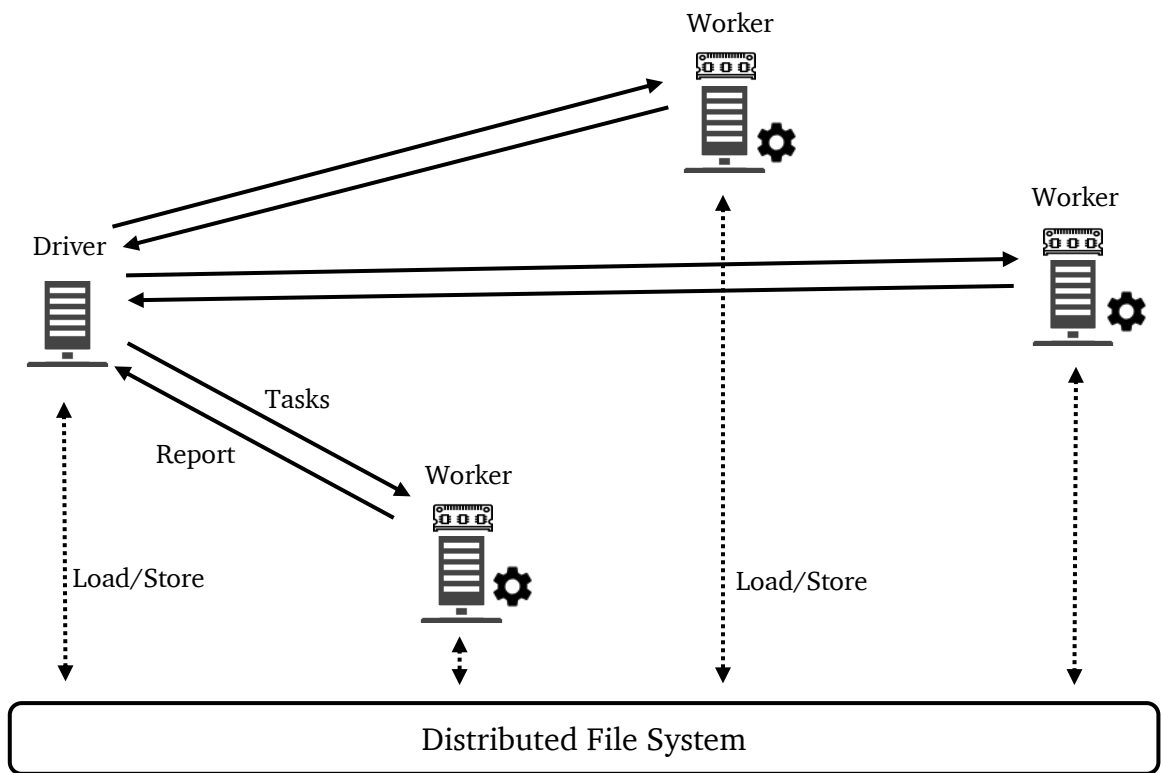 Worker
Worker
Driver
Tasks
Report
Worker
Load/Store
Load/Store
Distributed File System